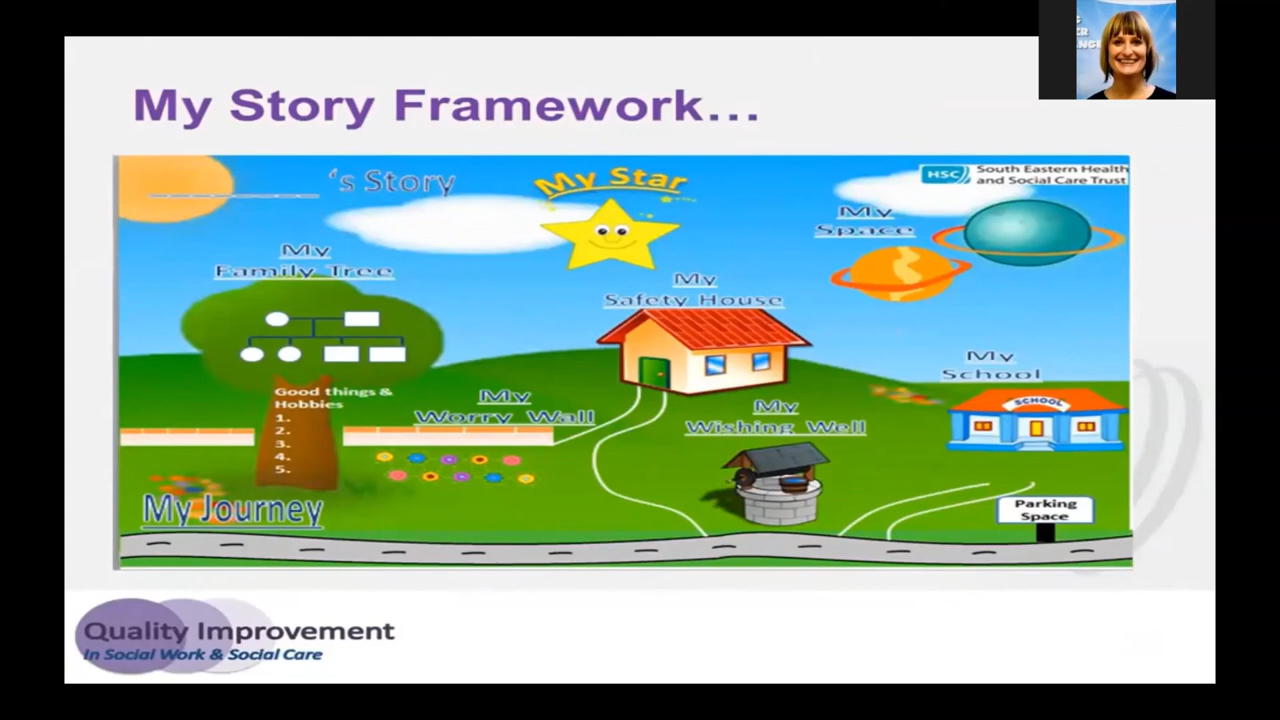 My Story Framework...
's Story
My Star
HSC
South Eastern Health
and Social Care Trust
My
Space
My
Family Tree
My
Safety House
My
School
SCHOOL
Good things &
Hobbies
1.
2.
3.
4.
5.
My
Worry Wall
My
Wishing Well
My Journey
Parking
Space
Quality Improvement
In Social Work & Social Care